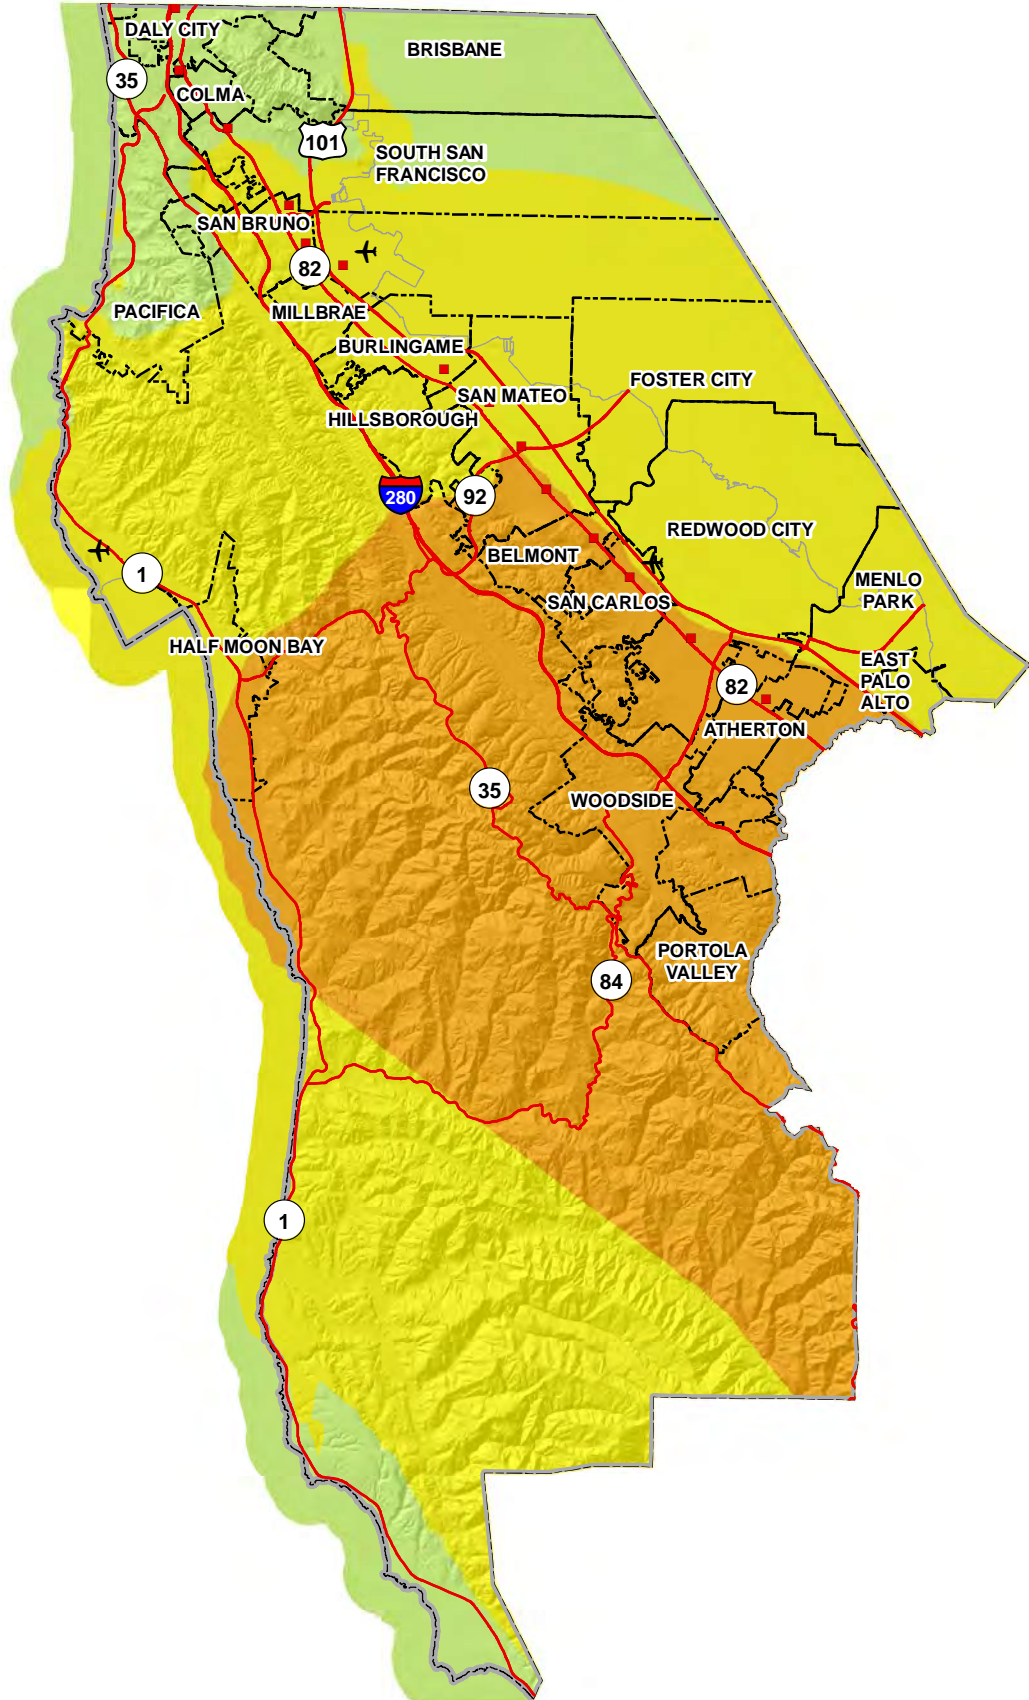 DALY CITY
BRISBANE
35
COLMA
101
SOUTH SAN
FRANCISCO
SAN BRUNO
82
PACIFICA
MILLBRAE
BURLINGAME
FOSTER CITY
SAN MATEO
HILLSBOROUGH
280
92
REDWOOD CITY
BELMONT
1
MENLO
PARK
SAN CARLOS
HALF MOON BAY
EAST
PALO
ALTO
82
ATHERTON
35
WOODSIDE
PORTOLA
VALLEY
84
1